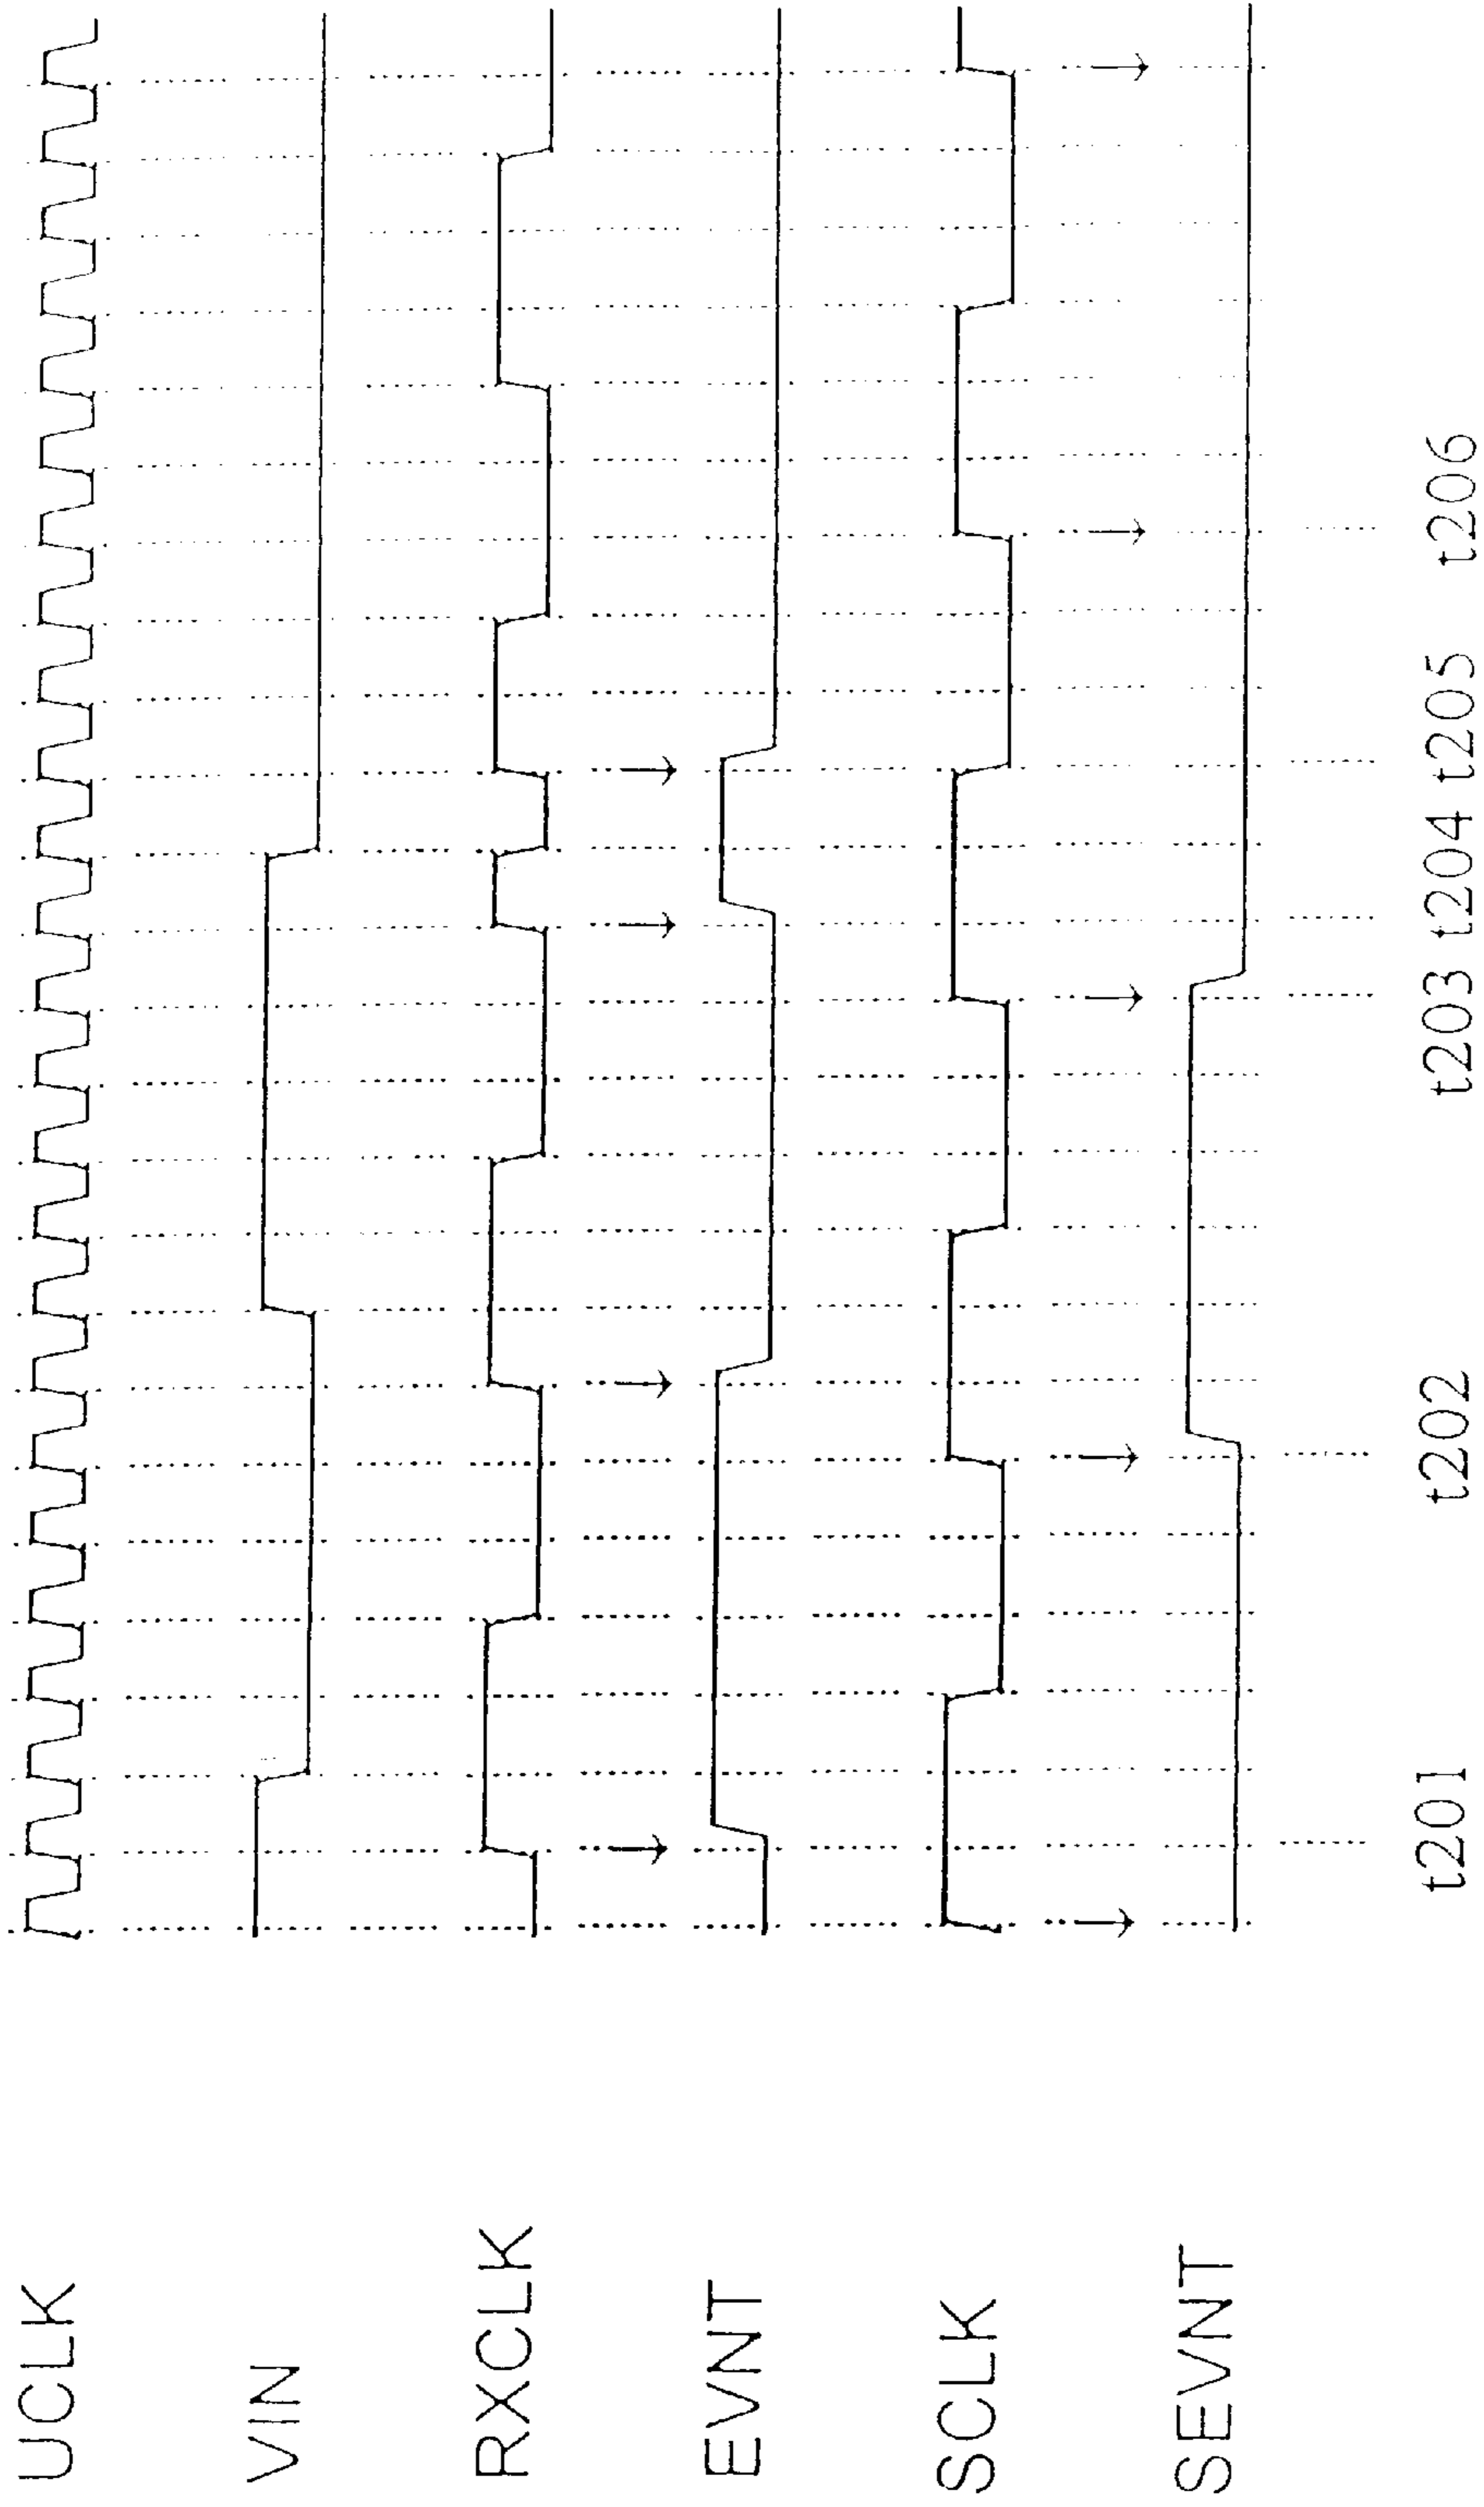 UCLK
VIN
RXCLK
EVNT
SCLK
SEVNT
t201 t202 t203 t204 t205 t206